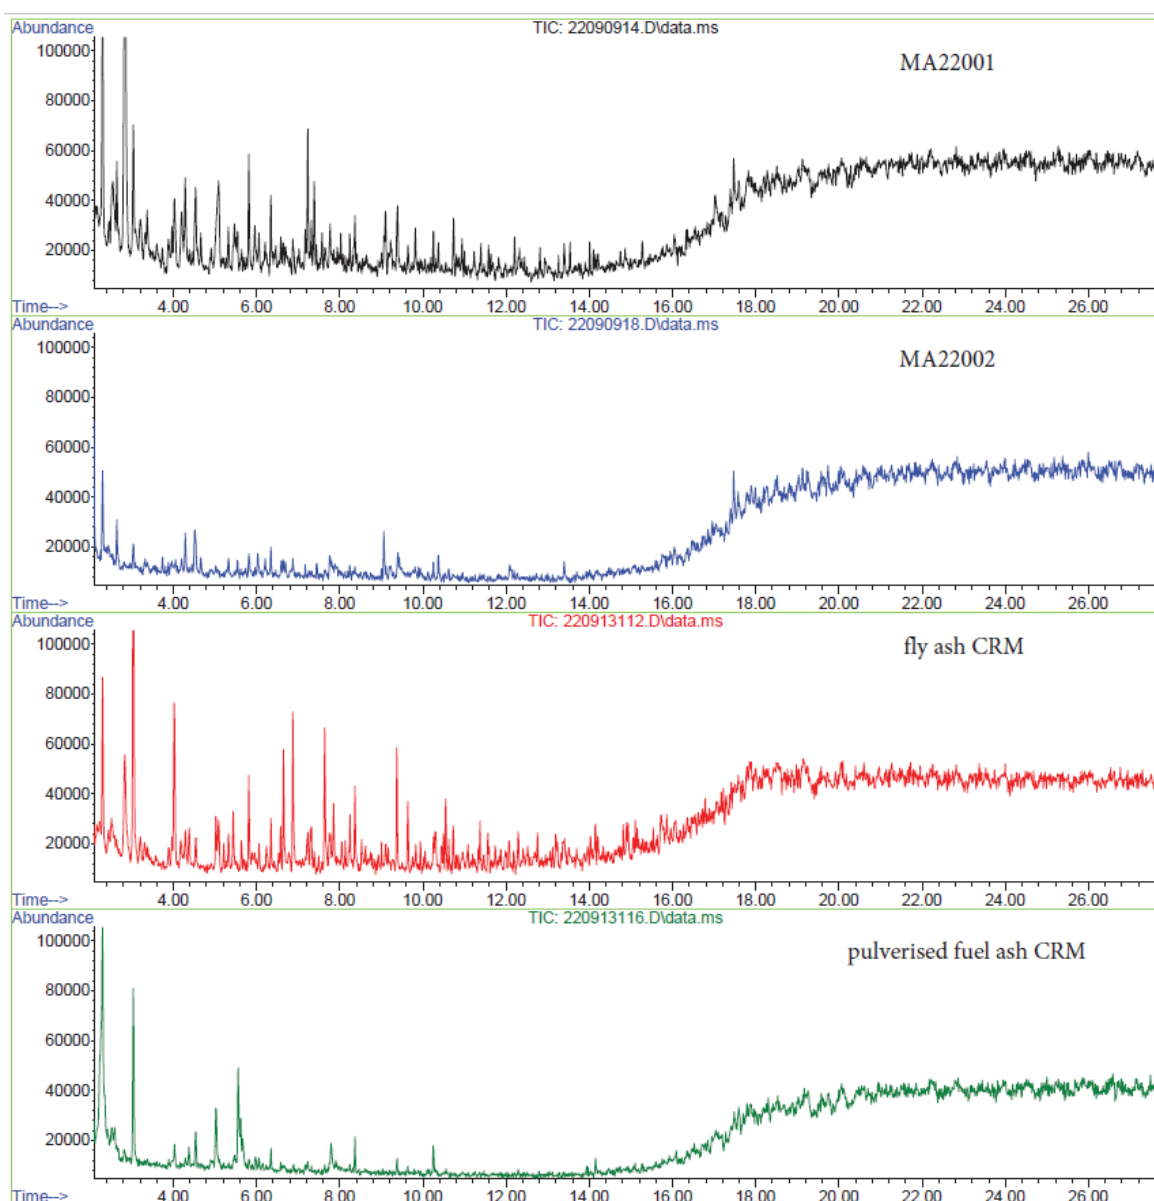 Abundance TIC: 22090914.D\data.ms
MA22001
100000
80000
60000
40000
20000
4.00 6.00 8.00 10.00 12.00 14.00 16.00 18.00 20.00 22.00 24.00 26.00
Time-->
Abundance TIC: 22090918.D\data.ms
MA22002
100000
80000
60000
40000
20000
4.00 6.00 8.00 10.00 12.00 14.00 16.00 18.00 20.00 22.00 24.00 26.00
Time-->
Abundance TIC: 220913112.D\data.ms
fly ash CRM
100000
80000
60000
40000
20000
4.00 6.00 8.00 10.00 12.00 14.00 16.00 18.00 20.00 22.00 24.00 26.00
Time-->
Abundance TIC: 220913116.D\data.ms
pulverised fuel ash CRM
100000
80000
60000
40000
20000
4.00 6.00 8.00 10.00 12.00 14.00 16.00 18.00 20.00 22.00 24.00 26.00
Time-->